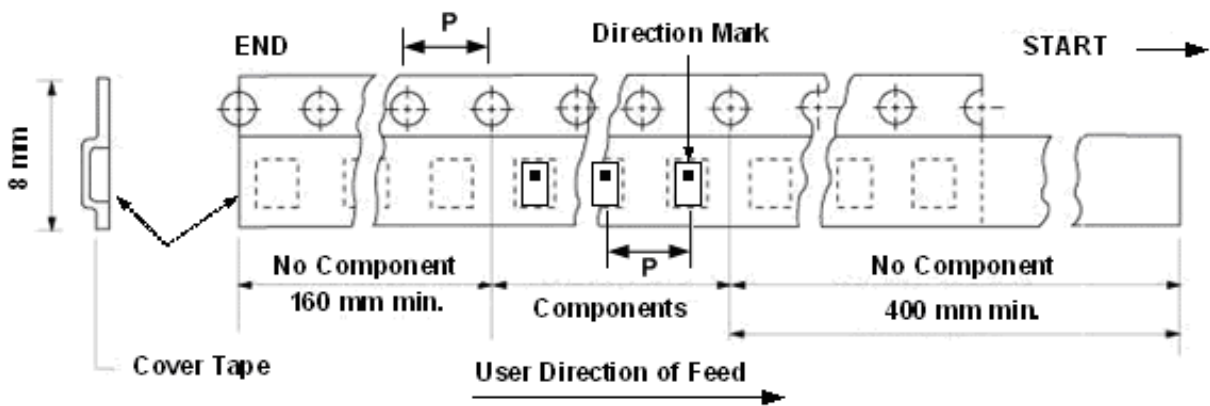 P
Direction Mark
END
START
8 mm
P
No Component
No Component
160 mm min.
Components
400 mm min.
Cover Tape
User Direction of Feed